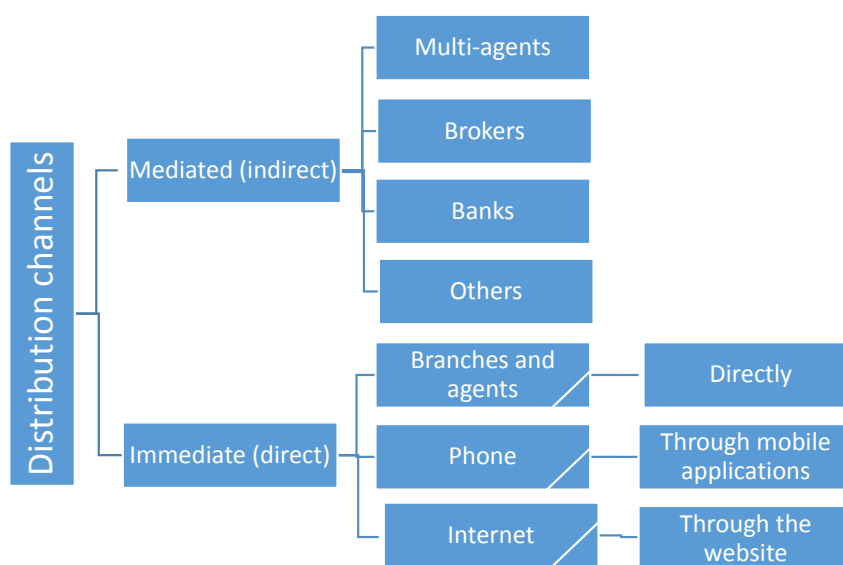 Distribution channels
Mediated (indirect)
Multi-agents
Brokers
Banks
Others
Immediate (direct)
Branches and
agents
Directly
Phone
Through mobile
applications
Internet
Through the
website